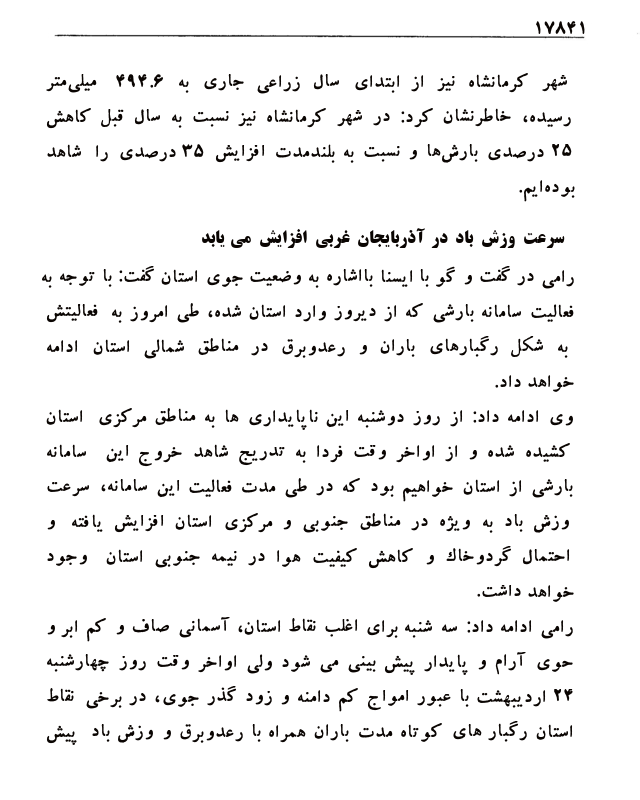 ۱۷۸۴۱
شهر کرمانشاه نیز از ابتدای سال زراعی جاری به ۴۹۴.۶ میلی‌متر
رسیده، خاطرنشان کرد: در شهر کرمانشاه نیز نسبت به سال قبل کاهش
۲۵ درصدی بارش‌ها و نسبت به بلندمدت افزایش ۳۵ درصدی را شاهد
بوده‌ایم.
سرعت وزش باد در آذربایجان غربی افزایش می یابد
رامی در گفت و گو با ایسنا بااشاره به وضعیت جوی استان گفت: با توجه به
فعالیت سامانه بارشی که از دیروز وارد استان شده، طی امروز به فعالیتش
به شکل رگبارهای باران و رعدوبرق در مناطق شمالی استان ادامه
خواهد داد.
وی ادامه داد: از روز دوشنبه این ناپایداری ها به مناطق مرکزی استان
کشیده شده و از اواخر وقت فردا به تدریج شاهد خروج این سامانه
بارشی از استان خواهیم بود که در طی مدت فعالیت این سامانه، سرعت
وزش باد به ویژه در مناطق جنوبی و مرکزی استان افزایش یافته و
احتمال گردوخاك و کاهش کیفیت هوا در نیمه جنوبی استان وجود
خواهد داشت.
رامی ادامه داد: سه شنبه برای اغلب نقاط استان، آسمانی صاف و کم ابر و
جوی آرام و پایدار پیش بینی می شود ولی اواخر وقت روز چهارشنبه
۲۴ اردیبهشت با عبور امواج کم دامنه و زود گذر جوی، در برخی نقاط
استان رگبار های کوتاه مدت باران همراه با رعدوبرق و وزش باد پیش